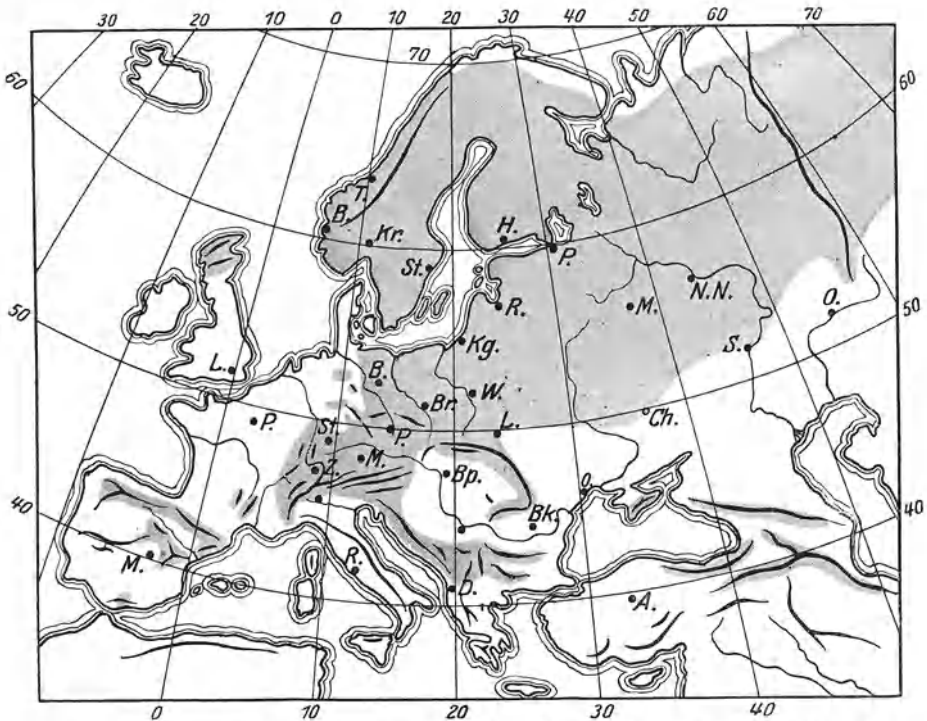 30 20 10 0 10 20 30 40 50 60 70
70
60 60
T.
B. Kr. H. P.
St.
N.N.
R. M. O.
50 50
Kg. S.
L.
B. W.
Br.
P. Ch.
St. P. L.
Z. M. Bp.
O.
40 Bk. 40
M. R.
D. A.
0 10 20 30 40